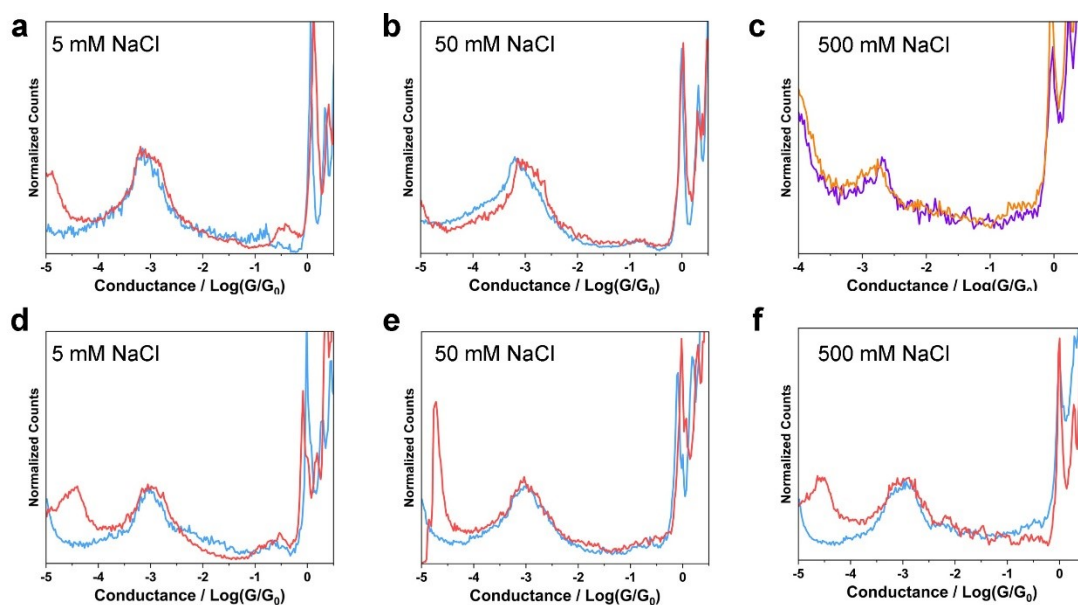 a
5 mM NaCl
Normalized Counts
-5 -4 -3 -2 -1 0
Conductance / Log(G/G₀)
b
50 mM NaCl
Normalized Counts
-5 -4 -3 -2 -1 0
Conductance / Log(G/G₀)
c
500 mM NaCl
Normalized Counts
-4 -3 -2 -1 0
Conductance / Log(G/G₀)
d
5 mM NaCl
Normalized Counts
-5 -4 -3 -2 -1 0
Conductance / Log(G/G₀)
e
50 mM NaCl
Normalized Counts
-5 -4 -3 -2 -1 0
Conductance / Log(G/G₀)
f
500 mM NaCl
Normalized Counts
-5 -4 -3 -2 -1 0
Conductance / Log(G/G₀)